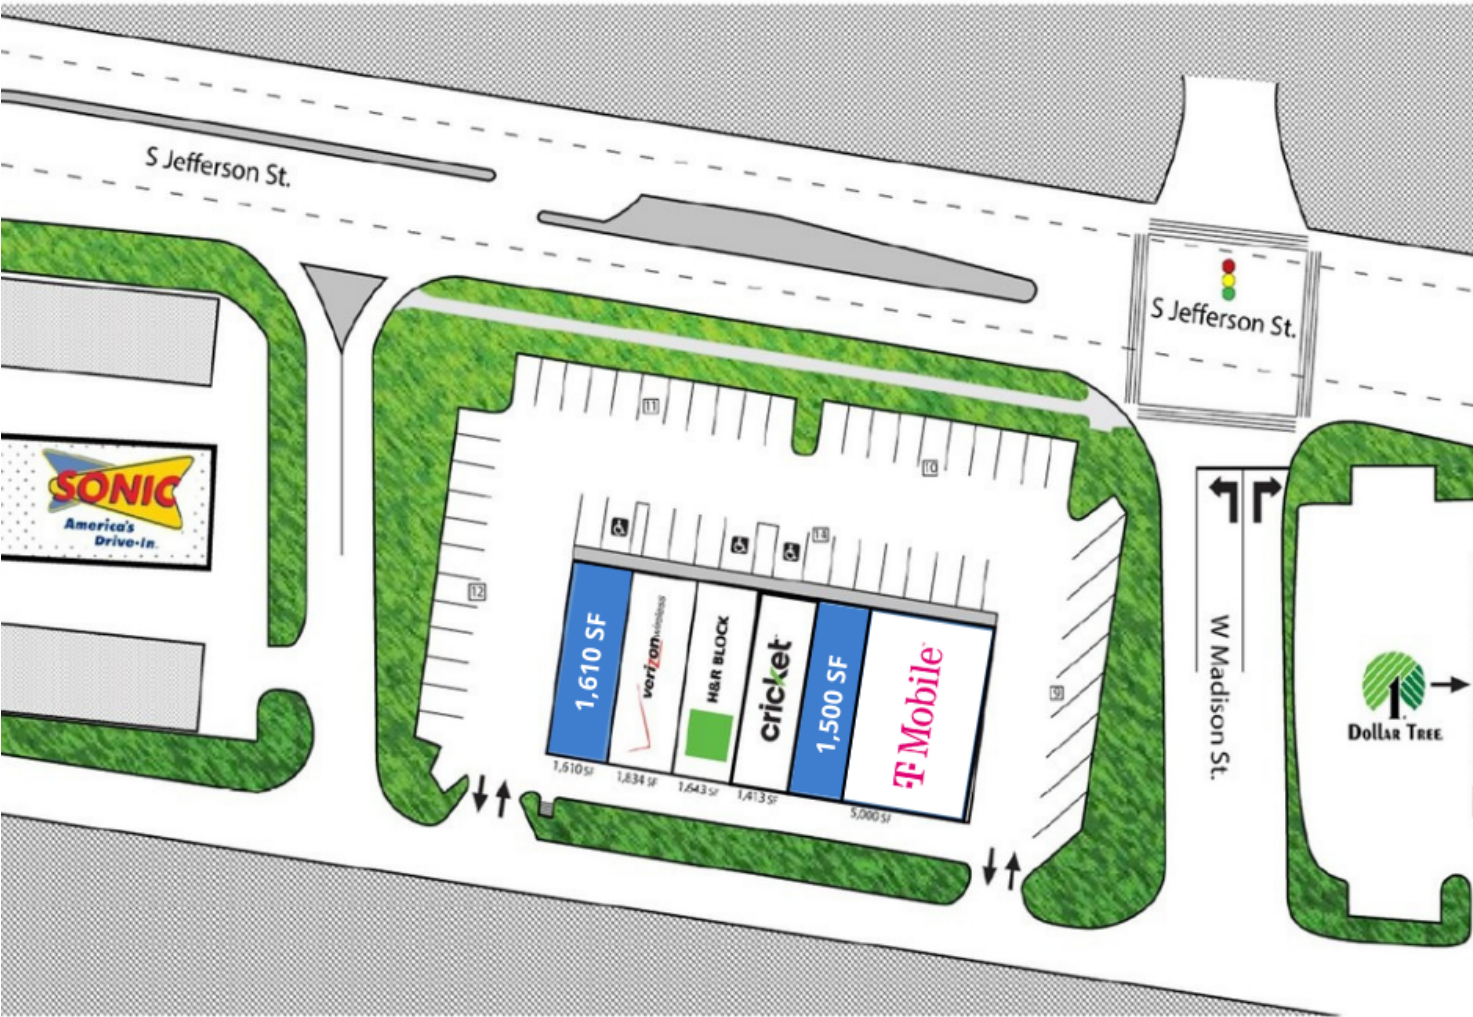 S Jefferson St.
S Jefferson St.
11
10
SONIC
America's
Drive-In.
14
12
1,610 SF
verizonwireless
H&R BLOCK
cricket
1,500 SF
T Mobile
9
W Madison St.
1
DOLLAR TREE
1,610 SF
1,834 SF
1,643 SF
1,413 SF
5,000 SF